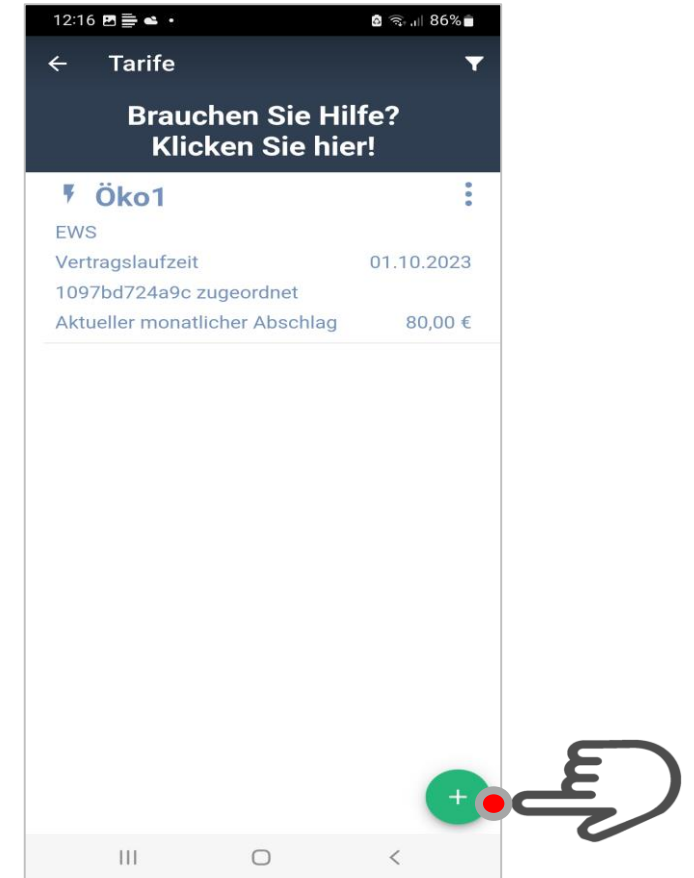 12:16 86%
Tarife
Brauchen Sie Hilfe?
Klicken Sie hier!
Öko1
EWS
Vertragslaufzeit 01.10.2023
1097bd724a9c zugeordnet
Aktueller monatlicher Abschlag 80,00 €
+